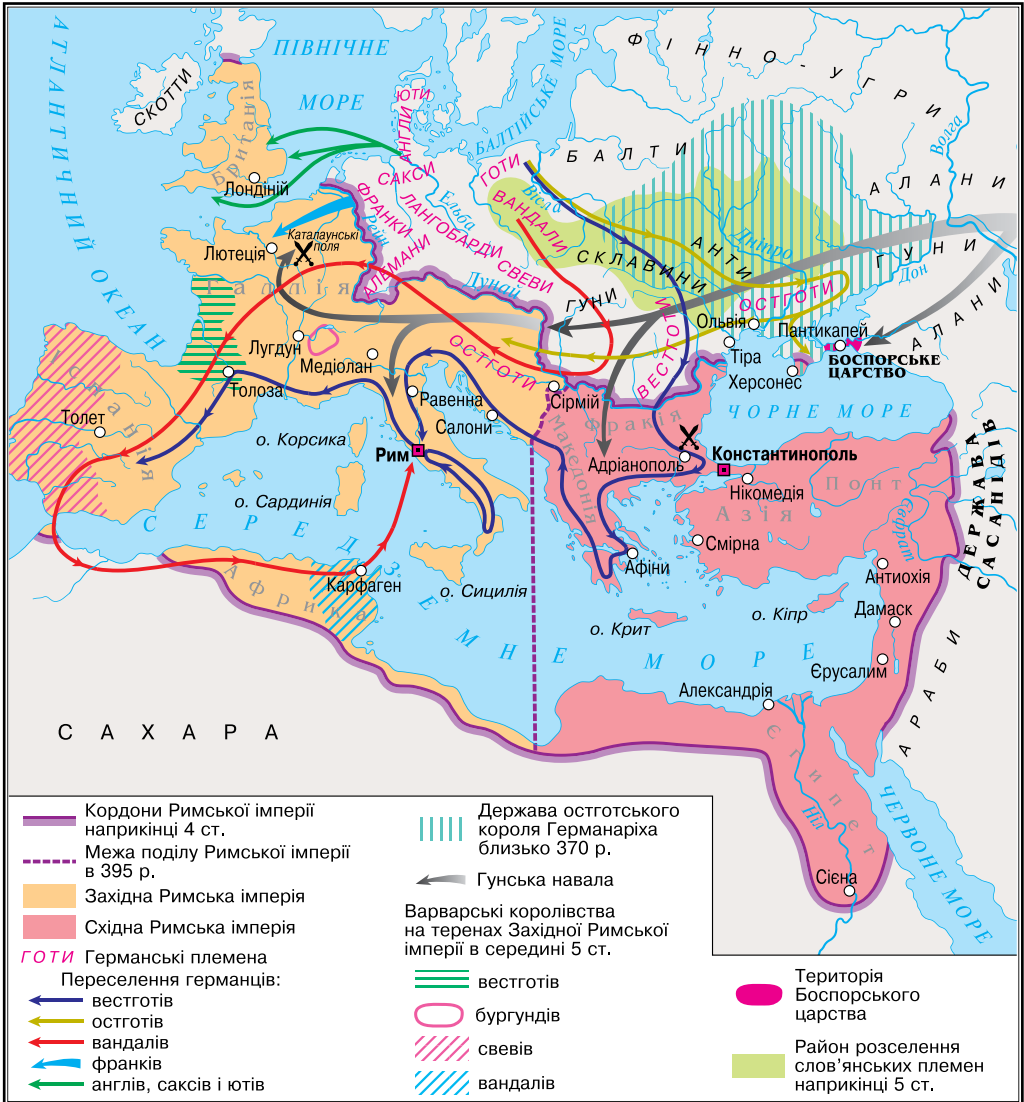 АТЛАНТИЧНИЙ ОКЕАН
ПІВНІЧНЕ
МОРЕ
БАЛТІЙСЬКЕ МОРЕ
ФІННО-УГРИ
СКОТТИ
ЮТИ
АНГЛИ
САКСИ
Британія
Лондіній
ГОТИ
БАЛТИ
Волга
АЛАНИ
Вісла
Ельба
ФРАНКИ
Рейн
ЛАНГОБАРДИ
ВАНДАЛИ
АЛЕМАНИ
СВЕВИ
СКЛАВИНИ
АНТИ
Дніпро
ГУНИ
Дон
Лютеція
Каталаунські
поля
Галлія
Дунай
ГУНИ
ОСТГОТИ
АЛАНИ
Ольвія
Пантикапей
БОСПОРСЬКЕ
ЦАРСТВО
Тіра
Херсонес
ВЕСТГОТИ
Лугдун
Медіолан
ОСТГОТИ
Толоза
Равенна
Салони
Сірмій
Фракія
ЧОРНЕ МОРЕ
Іспанія
Толет
о. Корсика
Рим
Македонія
Адріанополь
Константинополь
Нікомедія
Понт
Азія
Євфрат
ДЕРЖАВА
САСАНІДІВ
о. Сардинія
СЕРЕДЗЕМНЕ МОРЕ
Смірна
Афіни
Антиохія
Африка
Карфаген
о. Сицилія
о. Крит
о. Кіпр
Дамаск
Єрусалим
АРАБИ
Александрія
САХАРА
Єгипет
Ніл
Сієна
ЧЕРВОНЕ МОРЕ
Кордони Римської імперії
наприкінці 4 ст.
Межа поділу Римської імперії
в 395 р.
Західна Римська імперія
Східна Римська імперія
ГОТИ Германські племена
Переселення германців:
вестготів
остготів
вандалів
франків
англів, саксів і ютів
Держава остготського
короля Германаріха
близько 370 р.
Гунська навала
Варварські королівства
на теренах Західної Римської
імперії в середині 5 ст.
вестготів
бургундів
свевів
вандалів
Територія
Боспорського
царства
Район розселення
слов’янських племен
наприкінці 5 ст.